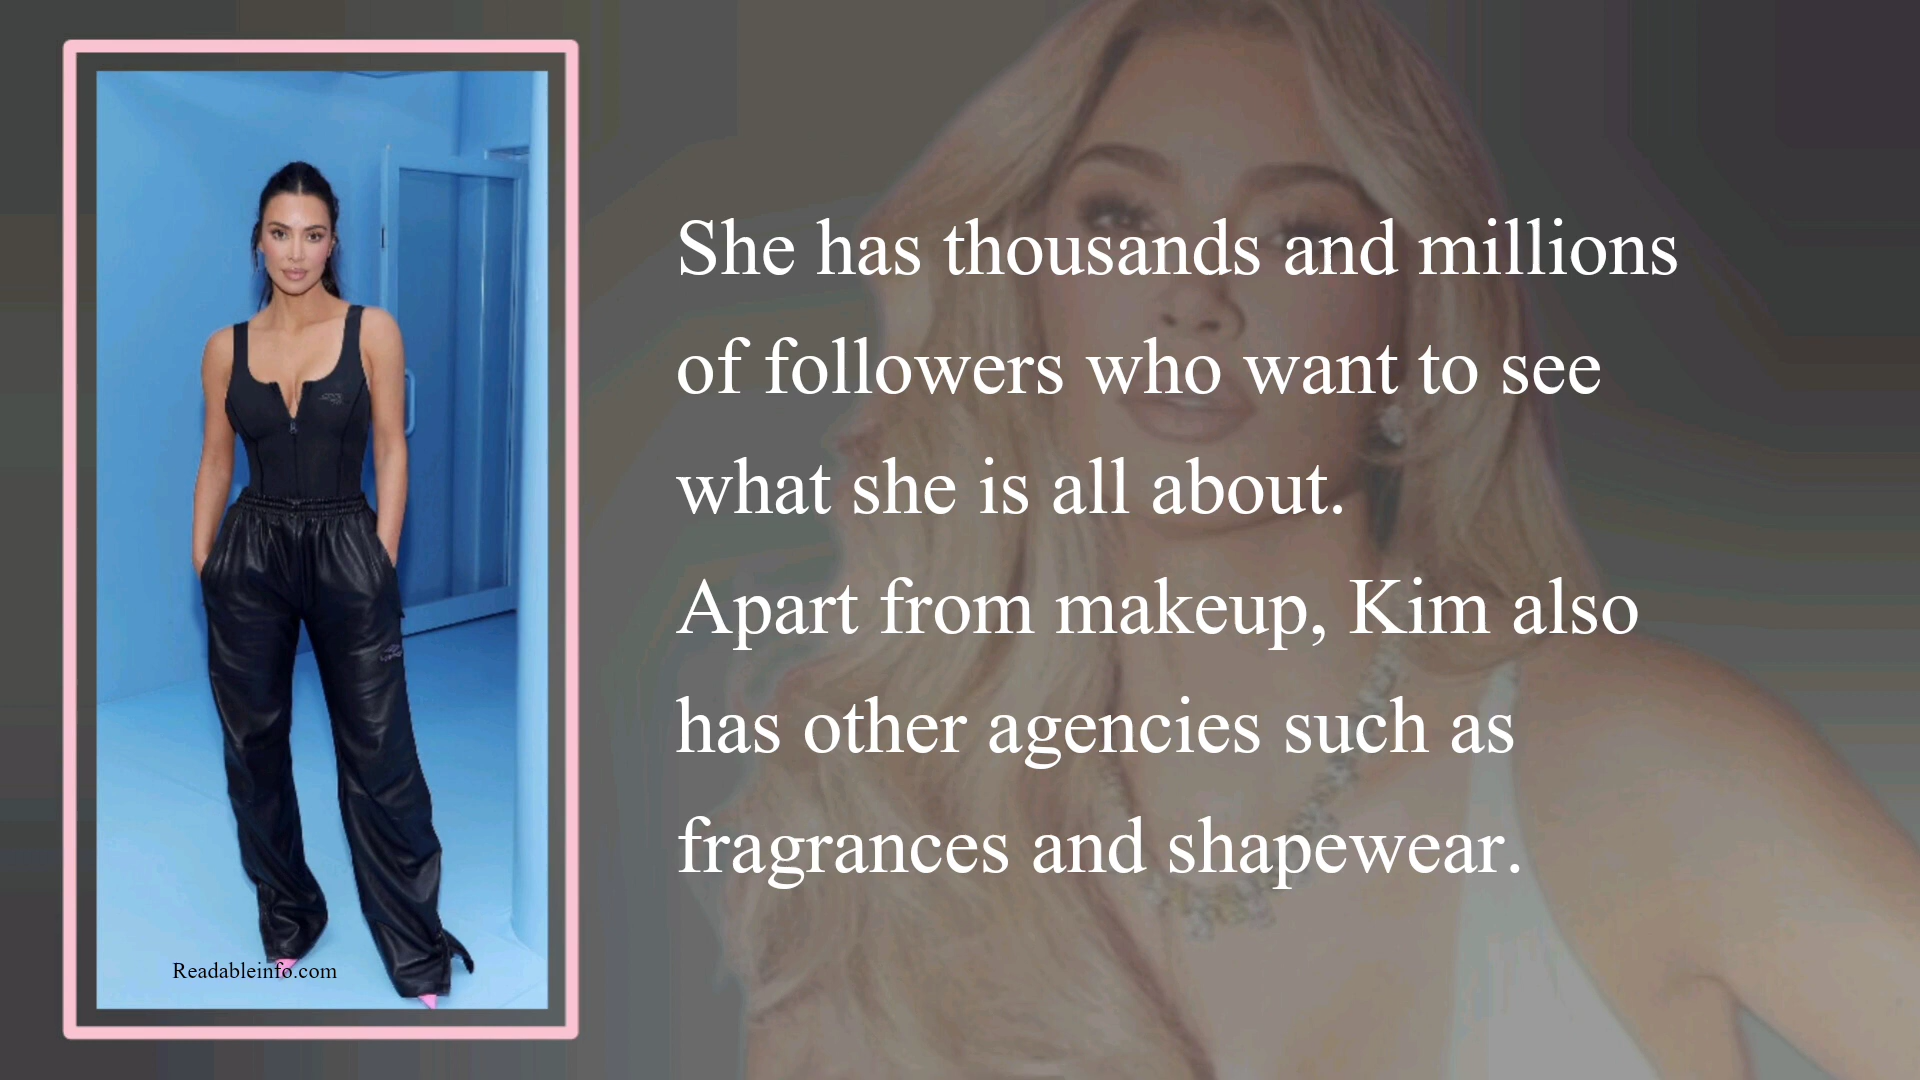 She has thousands and millions
of followers who want to see
what she is all about.
Apart from makeup, Kim also
has other agencies such as
fragrances and shapewear.
Readableinfo.com